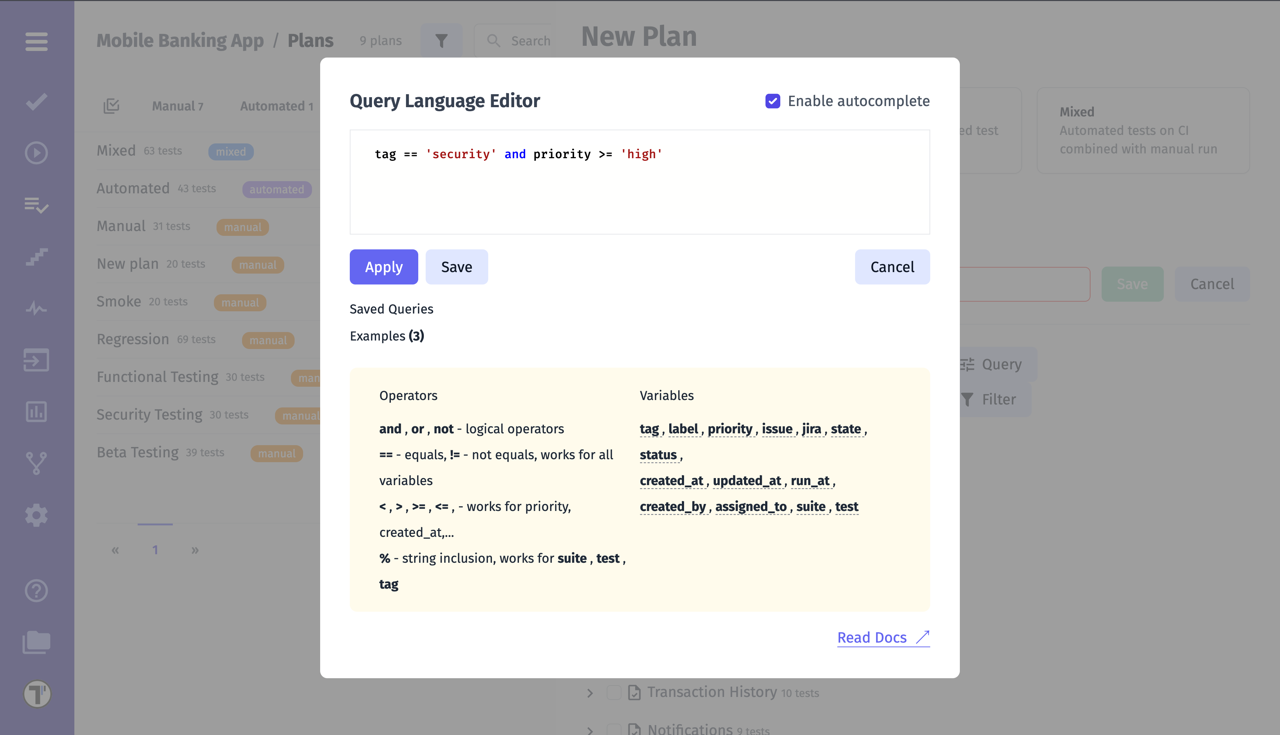 Mobile Banking App / Plans 9 plans Search
New Plan
Manual 7 Automated 1
Mixed 63 tests mixed
Automated 43 tests automated
Manual 31 tests manual
New plan 20 tests manual
Smoke 20 tests manual
Regression 69 tests manual
Functional Testing 30 tests
Security Testing 30 tests manual
Beta Testing 39 tests manual
« 1 »
Query Language Editor
Enable autocomplete
tag == 'security' and priority >= 'high'
Apply Save Cancel
Saved Queries
Examples (3)
Operators
and , or , not - logical operators
== - equals, != - not equals, works for all
variables
< , > , >= , <= , - works for priority,
created_at,...
% - string inclusion, works for suite , test ,
tag
Variables
tag , label , priority , issue , jira , state ,
status ,
created_at , updated_at , run_at ,
created_by , assigned_to , suite , test
Read Docs
test
Mixed
Automated tests on CI
combined with manual run
Save Cancel
Query
Filter
Transaction History 10 tests
Notifications 9 tests